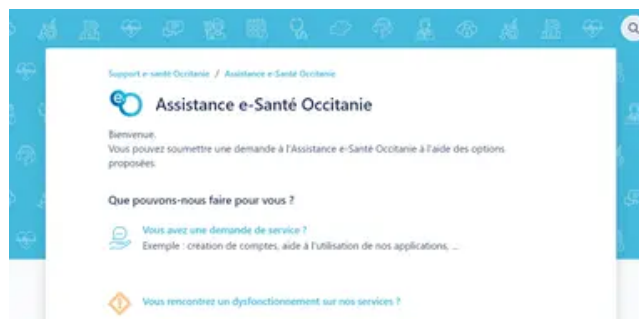 Support e-santé Occitanie / Assistance e-Santé Occitanie
Assistance e-Santé Occitanie
Bienvenue.
Vous pouvez soumettre une demande à l'Assistance e-Santé Occitanie à l'aide des options
proposées.
Que pouvons-nous faire pour vous ?
Vous avez une demande de service ?
Exemple : création de comptes, aide à l'utilisation de nos applications, ...
Vous rencontrez un dysfonctionnement sur nos services ?